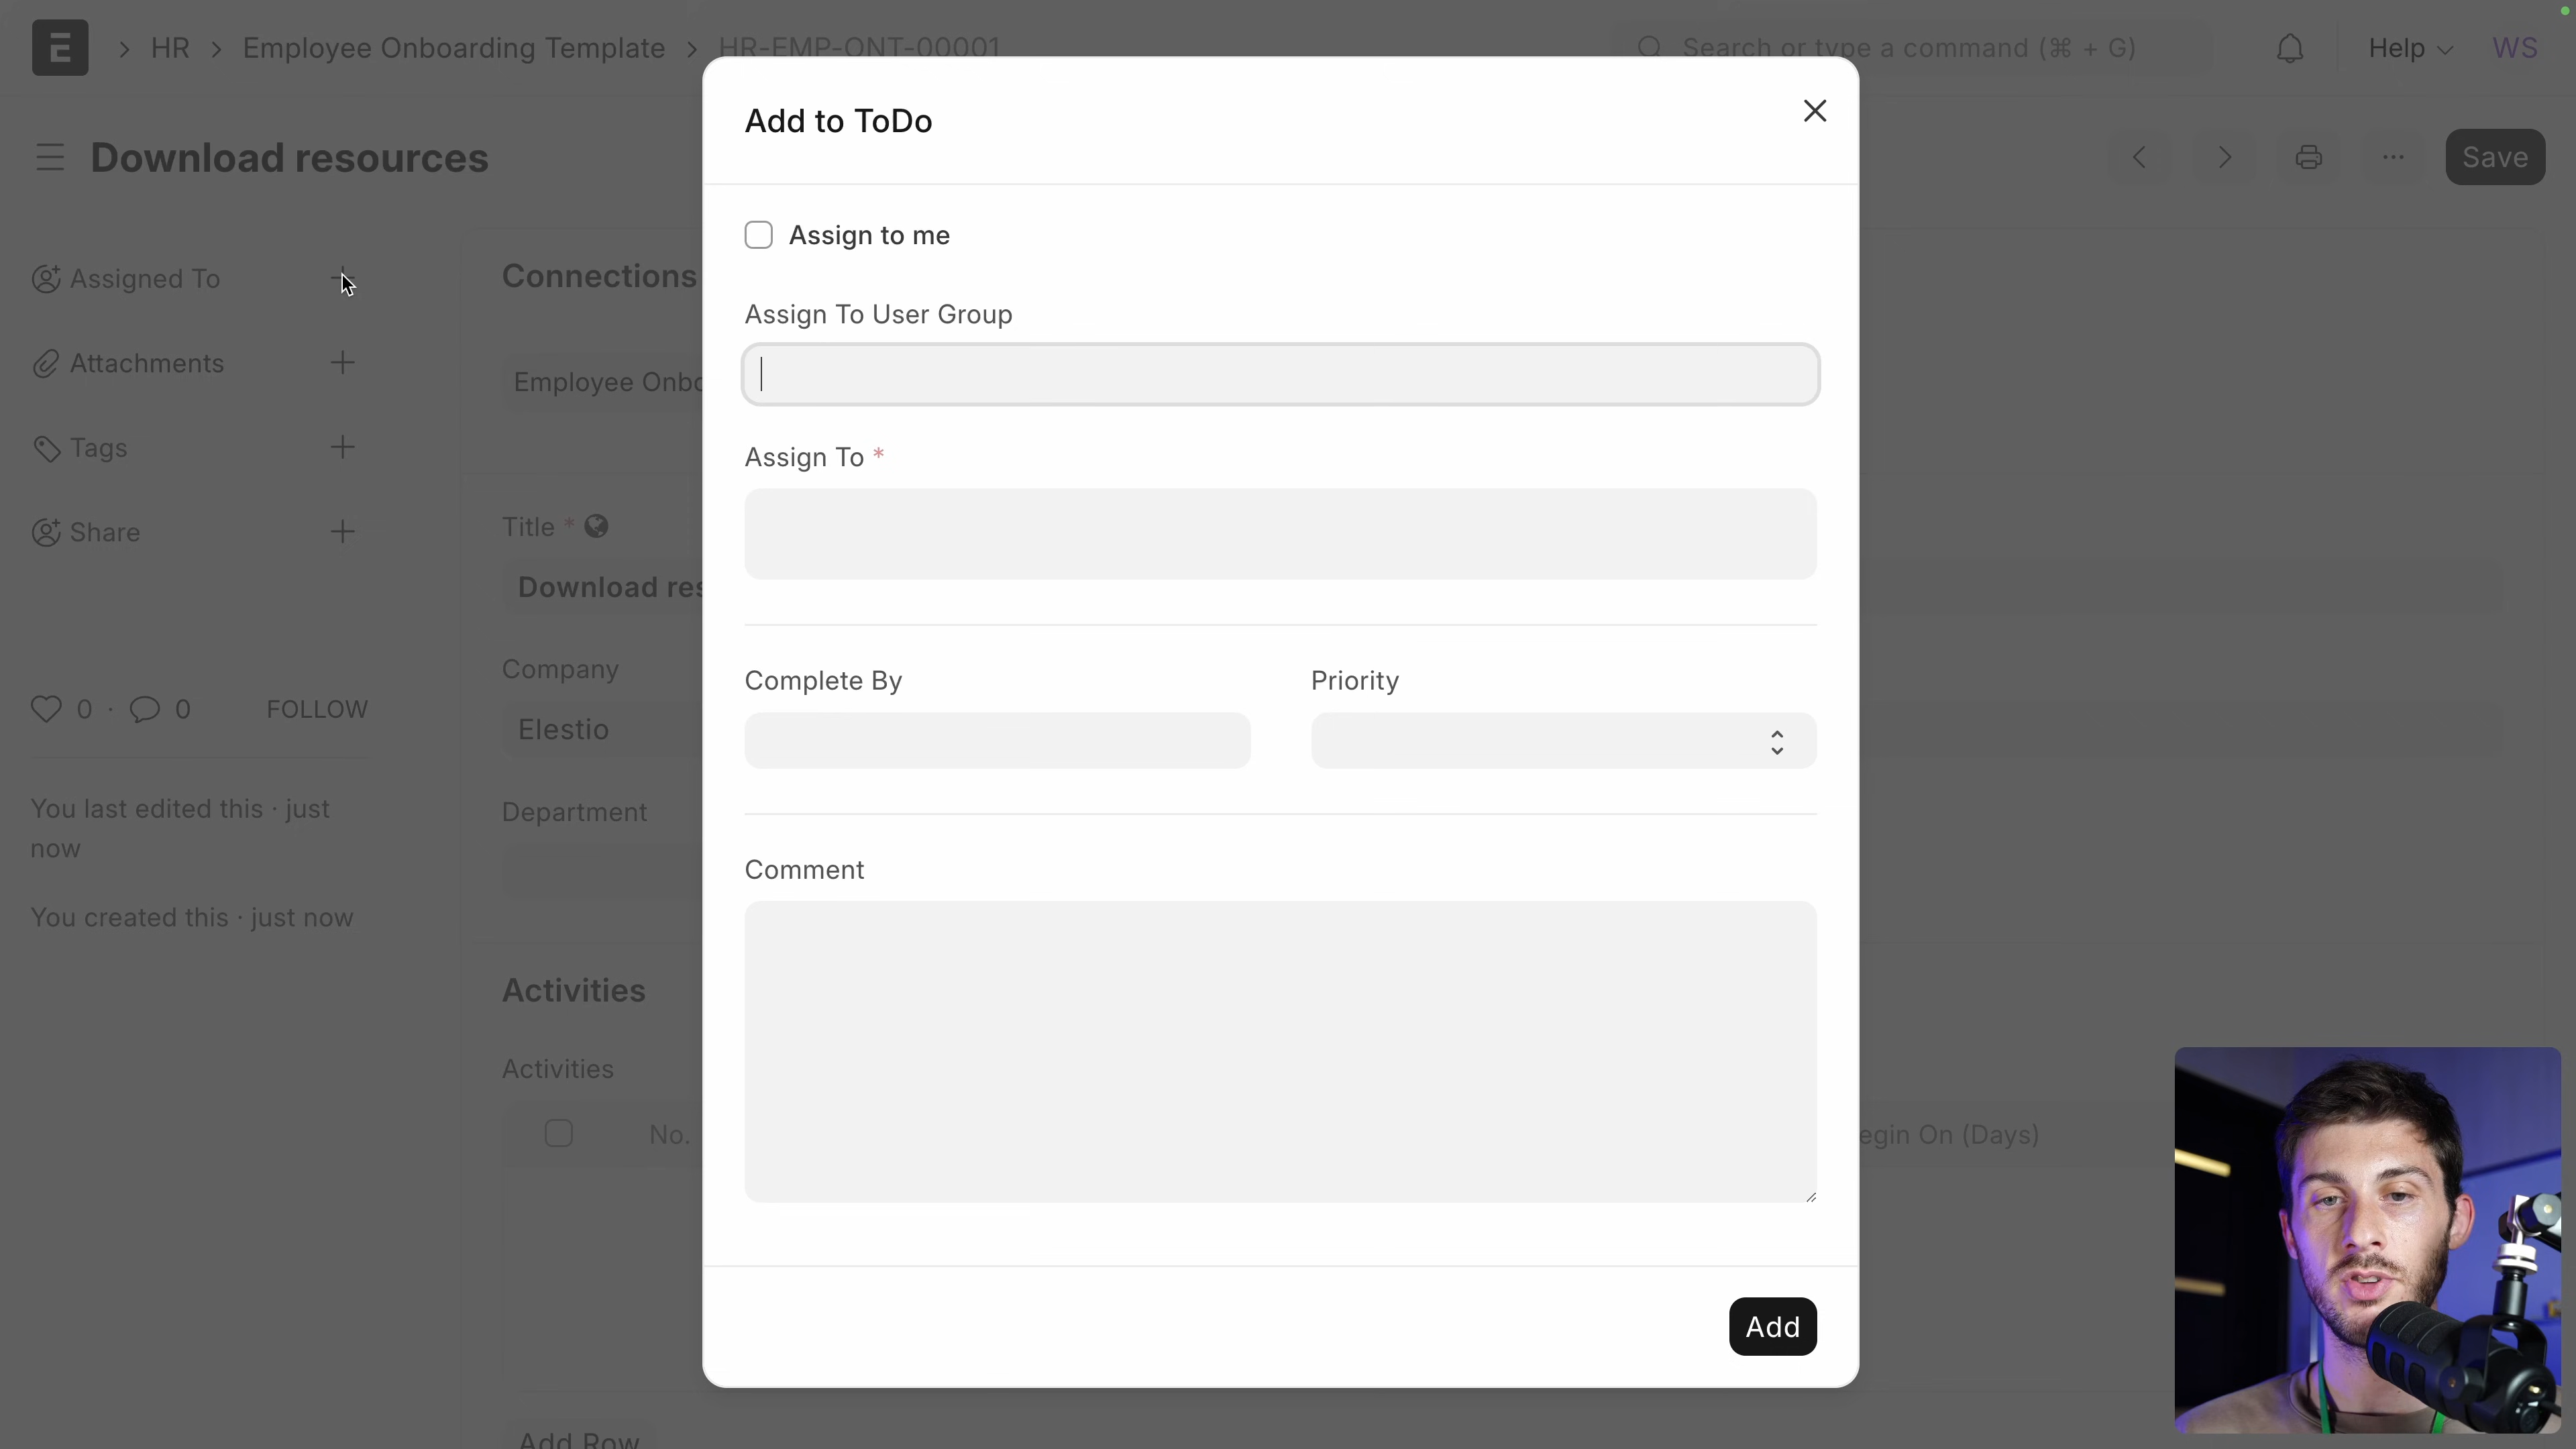 E
HR
Employee Onboarding Template
HR-EMP-ONT-00001
Search or type a command (⌘ + G)
Help
WS
Download resources
Save
Assigned To
Attachments
Tags
Share
0 · 0
FOLLOW
You last edited this · just
now
You created this · just now
Connections
Employee Onbo
Title *
Download res
Company
Elestio
Department
Activities
Activities
No.
egin On (Days)
Add Row
Add to ToDo
Assign to me
Assign To User Group
Assign To *
Complete By
Priority
Comment
Add